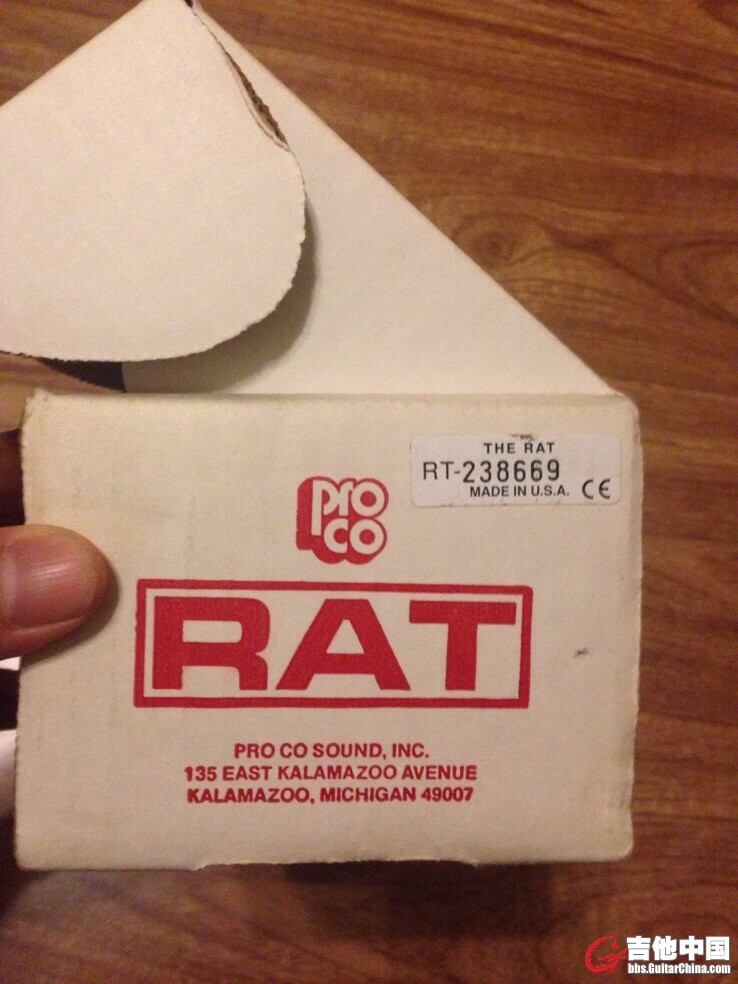 THE RAT
RT-238669
MADE IN U.S.A. CE
pro
co
RAT
PRO CO SOUND, INC.
135 EAST KALAMAZOO AVENUE
KALAMAZOO, MICHIGAN 49007
吉他中国
bbs.GuitarChina.com